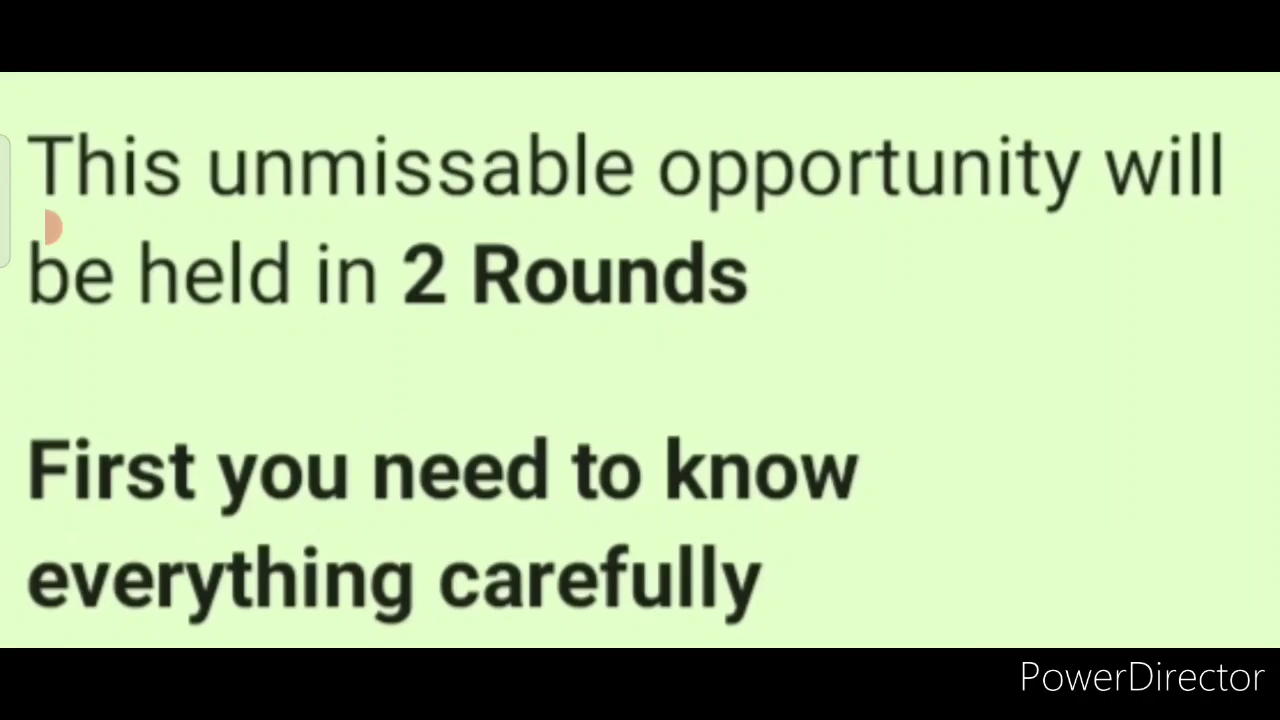 This unmissable opportunity will
be held in 2 Rounds
First you need to know
everything carefully
PowerDirector